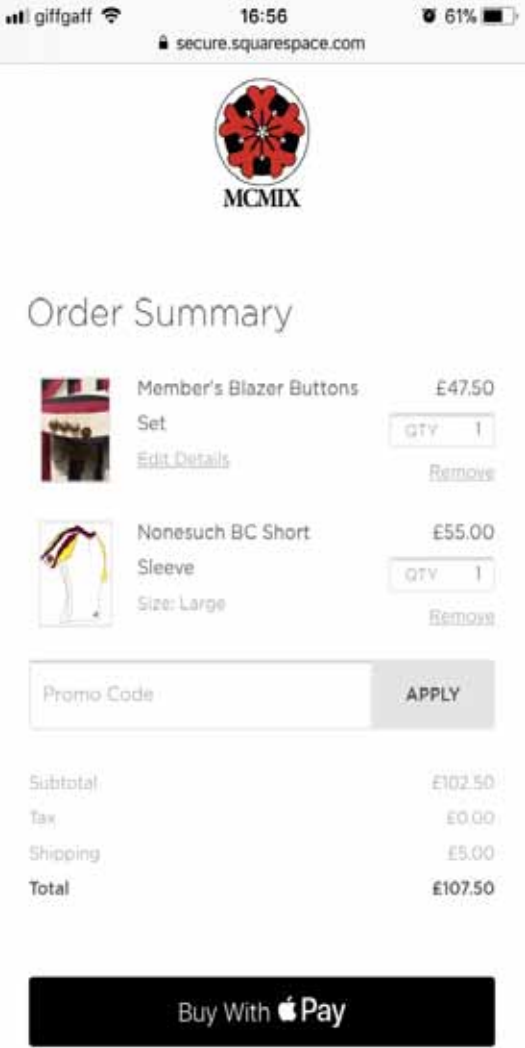 giffgaff 16:56 61%
secure.squarespace.com
MCMIX
Order Summary
Member's Blazer Buttons £47.50
Set QTY 1
Edit Details Remove
Nonesuch BC Short £55.00
Sleeve QTY 1
Size: Large Remove
Promo Code APPLY
Subtotal £102.50
Tax £0.00
Shipping £5.00
Total £107.50
Buy With Pay